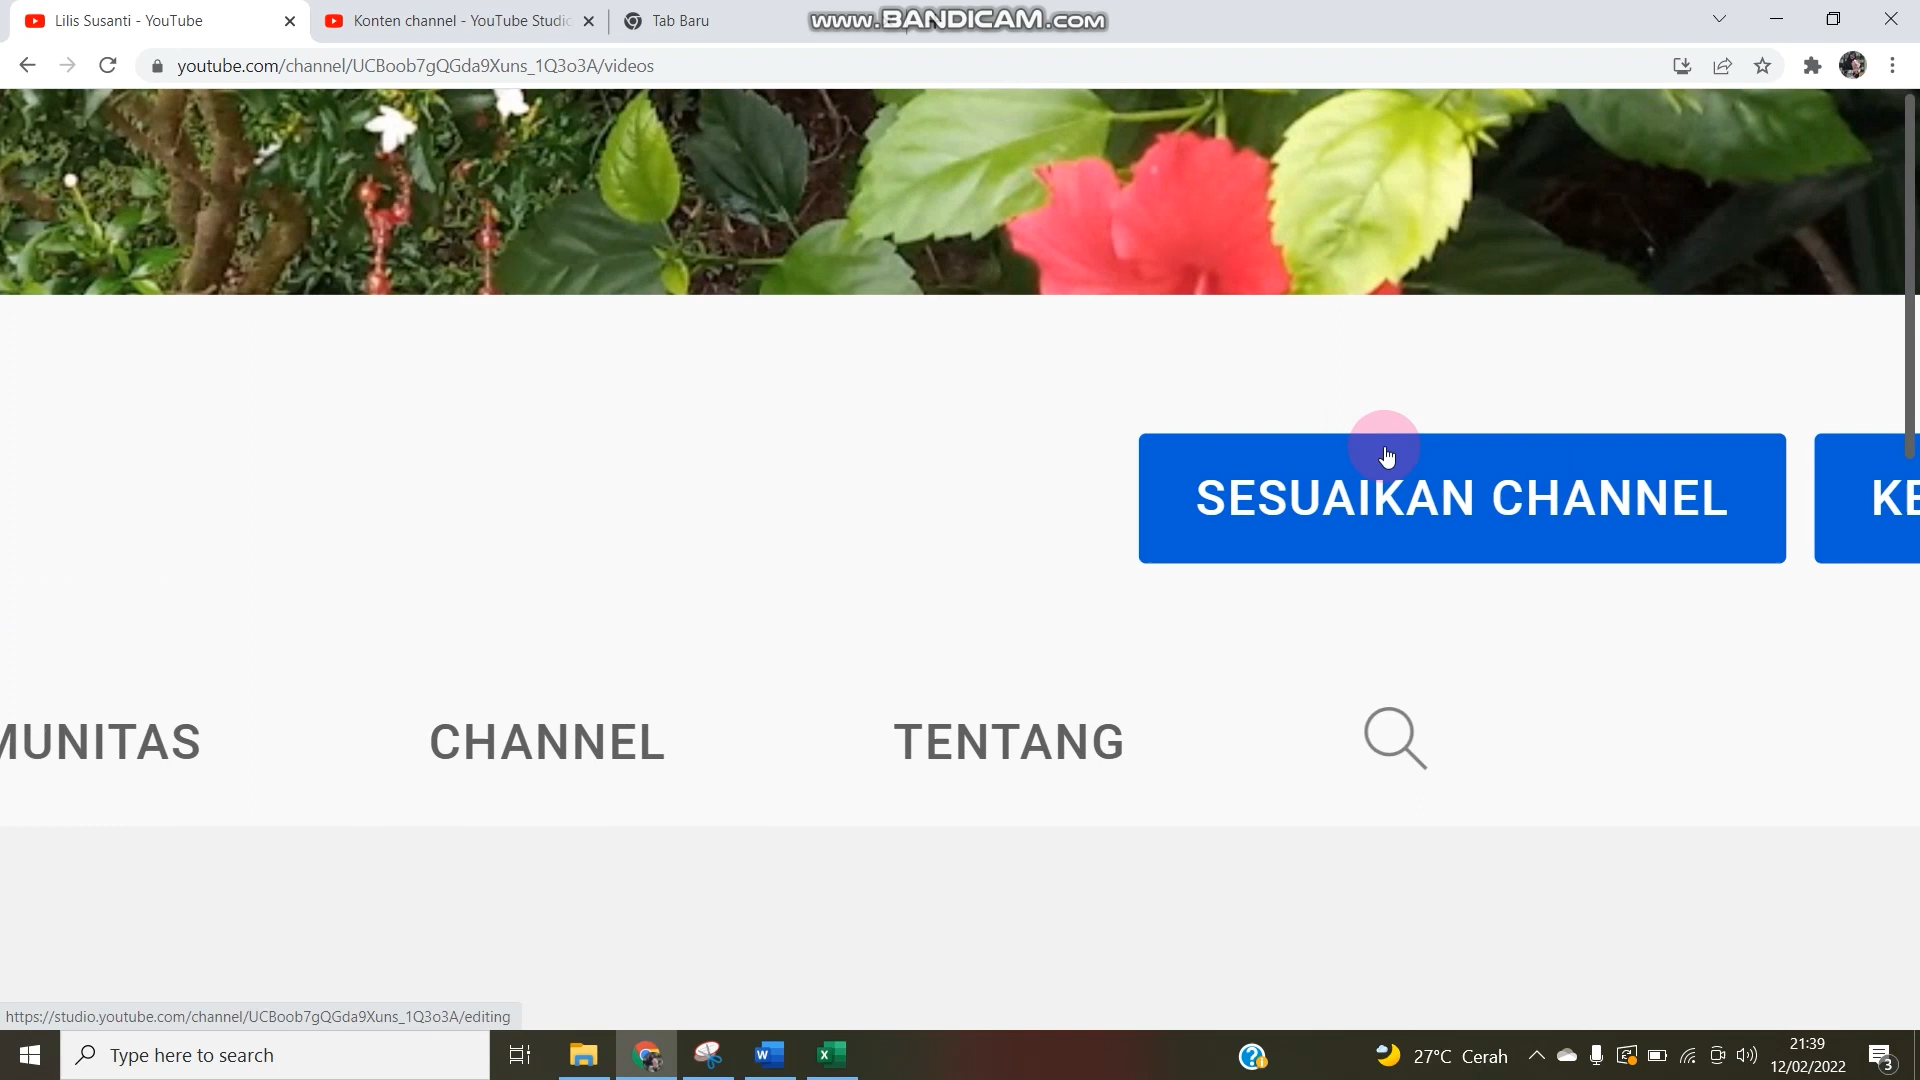 Lilis Susanti - YouTube
Konten channel - YouTube Studio
Tab Baru
www.BANDICAM.com
youtube.com/channel/UCBoob7gQGda9Xuns_1Q3o3A/videos
SESUAIKAN CHANNEL
KE
MUNITAS
CHANNEL
TENTANG
https://studio.youtube.com/channel/UCBoob7gQGda9Xuns_1Q3o3A/editing
Type here to search
27°C Cerah
21:39
12/02/2022
3